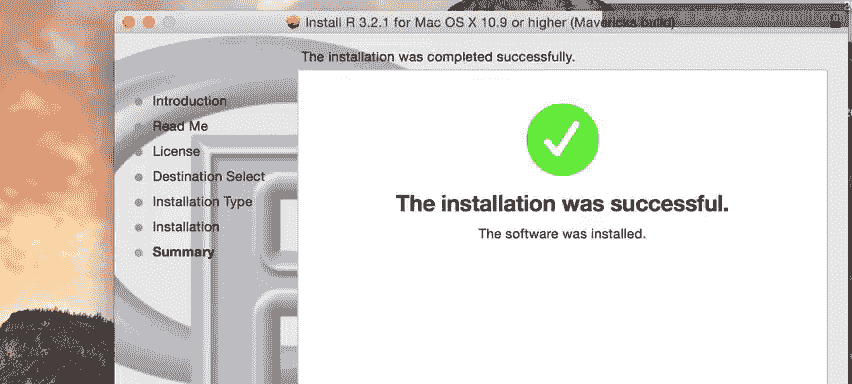 Install R 3.2.1 for Mac OS X 10.9 or higher (Mavericks build)
The installation was completed successfully.
Introduction
Read Me
License
Destination Select
Installation Type
Installation
Summary
The installation was successful.
The software was installed.